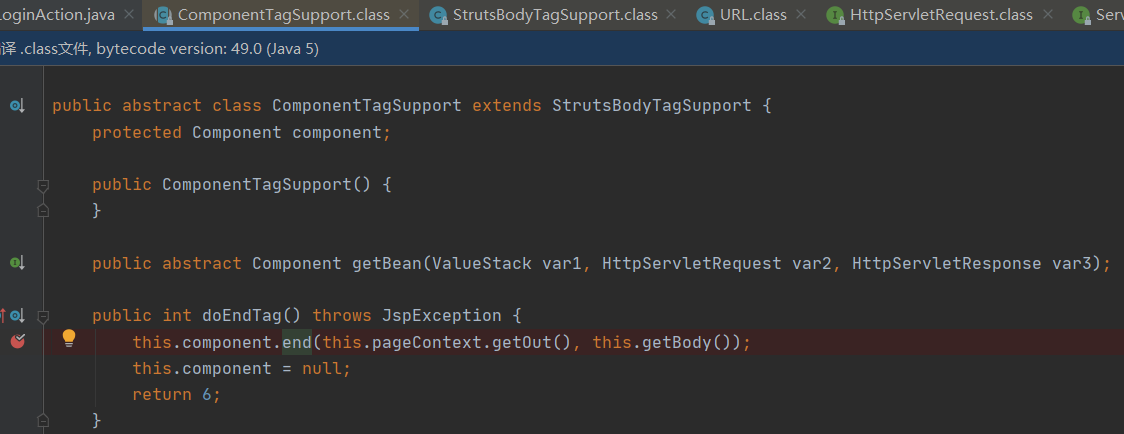 LoginAction.java ComponentTagSupport.class StrutsBodyTagSupport.class URL.class HttpServletRequest.class Serv
译 .class文件, bytecode version: 49.0 (Java 5)
public abstract class ComponentTagSupport extends StrutsBodyTagSupport {
protected Component component;
public ComponentTagSupport() {
}
public abstract Component getBean(ValueStack var1, HttpServletRequest var2, HttpServletResponse var3);
public int doEndTag() throws JspException {
this.component.end(this.pageContext.getOut(), this.getBody());
this.component = null;
return 6;
}